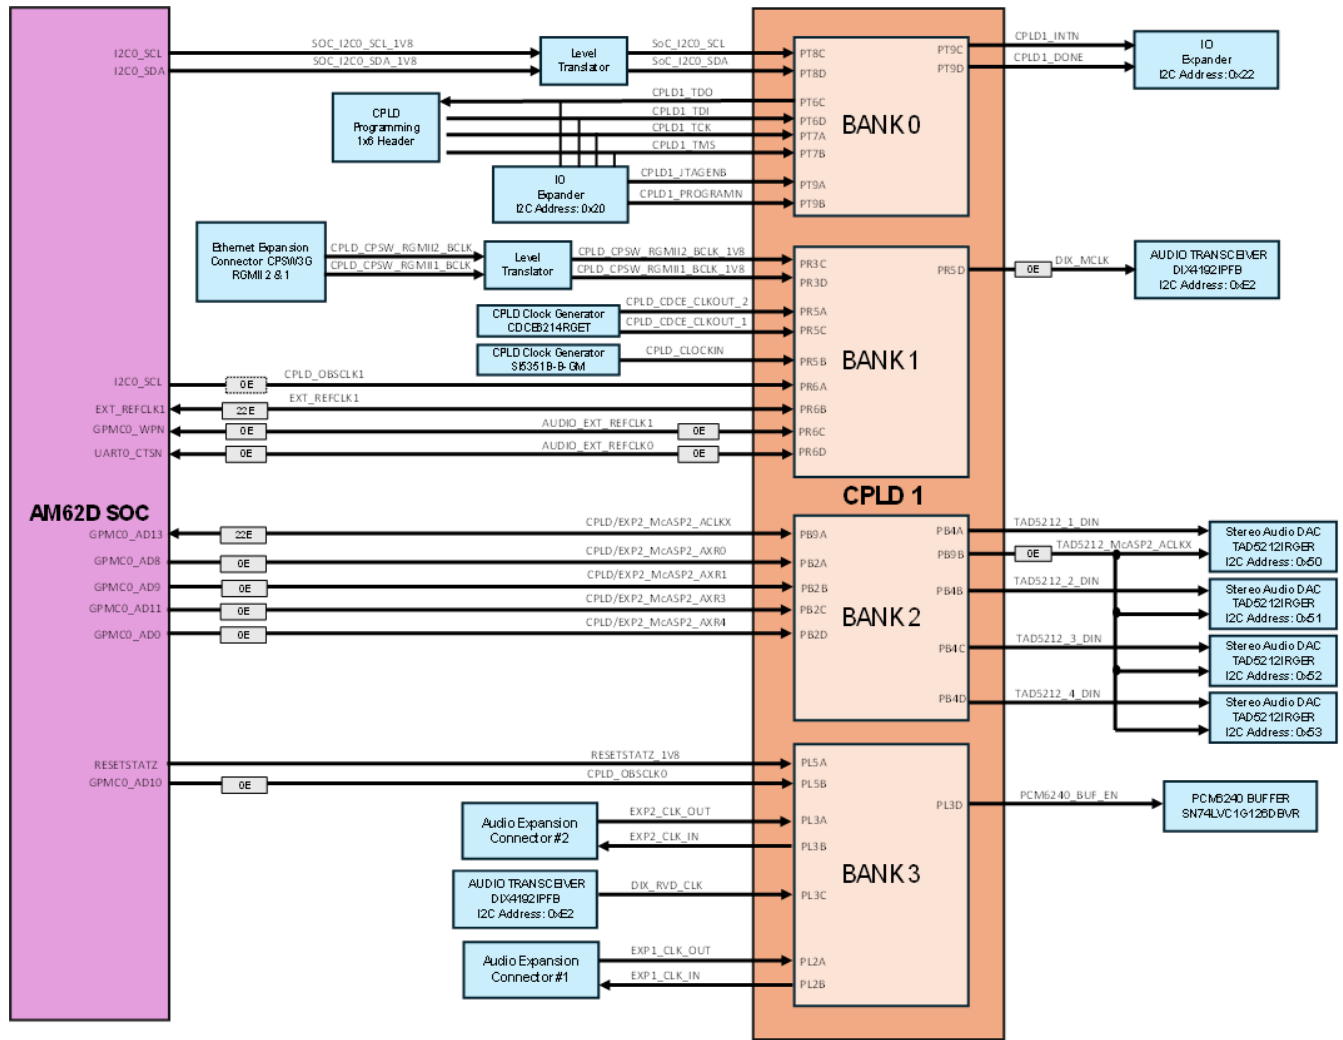 I2C0_SCL
SOC_I2C0_SCL_1V8
I2C0_SDA
SOC_I2C0_SDA_1V8
Level
Translator
SoC_I2C0_SCL
SoC_I2C0_SDA
PT8C
PT8D
PT9C
PT9D
CPLD1_INTN
CPLD1_DONE
IO
Expander
I2C Address: 0x22
CPLD
Programming
1x6 Header
CPLD1_TDO
CPLD1_TDI
CPLD1_TCK
CPLD1_TMS
PT6C
PT6D
PT7A
PT7B
BANK 0
IO
Expander
I2C Address: 0x20
CPLD1_JTAGENB
CPLD1_PROGRAMN
PT9A
PT9B
Ethernet Expansion
Connector CPSW3G
RGMII 2 & 1
CPLD_CPSW_RGMII2_BCLK
CPLD_CPSW_RGMII1_BCLK
Level
Translator
CPLD_CPSW_RGMII2_BCLK_1V8
CPLD_CPSW_RGMII1_BCLK_1V8
PR3C
PR3D
PR5D
0E
DIX_MCLK
AUDIO TRANSCEIVER
DIX4192IPFB
I2C Address: 0xE2
CPLD Clock Generator
CDCE6214RGET
CPLD_CDCE_CLKOUT_2
CPLD_CDCE_CLKOUT_1
PR5A
PR5C
CPLD Clock Generator
SI5351B-B-GM
CPLD_CLOCKIN
PR5B
BANK 1
I2C0_SCL
0E
CPLD_OBSCLK1
PR6A
EXT_REFCLK1
22E
EXT_REFCLK1
PR6B
GPMC0_WPN
0E
AUDIO_EXT_REFCLK1
0E
PR6C
UART0_CTSN
0E
AUDIO_EXT_REFCLK0
0E
PR6D
CPLD 1
AM62D SOC
GPMC0_AD13
22E
CPLD/EXP2_McASP2_ACLKX
PB9A
GPMC0_AD8
0E
CPLD/EXP2_McASP2_AXR0
PB2A
GPMC0_AD9
0E
CPLD/EXP2_McASP2_AXR1
PB2B
GPMC0_AD11
0E
CPLD/EXP2_McASP2_AXR3
PB2C
GPMC0_AD0
0E
CPLD/EXP2_McASP2_AXR4
PB2D
BANK 2
PB4A
TAD5212_1_DIN
PB9B
0E
TAD5212_McASP2_ACLKX
PB4B
TAD5212_2_DIN
PB4C
TAD5212_3_DIN
PB4D
TAD5212_4_DIN
Stereo Audio DAC
TAD5212IRGER
I2C Address: 0x50
Stereo Audio DAC
TAD5212IRGER
I2C Address: 0x51
Stereo Audio DAC
TAD5212IRGER
I2C Address: 0x52
Stereo Audio DAC
TAD5212IRGER
I2C Address: 0x53
RESETSTATZ
RESETSTATZ_1V8
PL5A
GPMC0_AD10
0E
CPLD_OBSCLK0
PL5B
Audio Expansion
Connector #2
EXP2_CLK_OUT
EXP2_CLK_IN
PL3A
PL3B
PL3D
PCM6240_BUF_EN
PCM6240 BUFFER
SN74LVC1G126DBVR
BANK 3
AUDIO TRANSCEIVER
DIX4192IPFB
I2C Address: 0xE2
DIX_RVD_CLK
PL3C
Audio Expansion
Connector #1
EXP1_CLK_OUT
EXP1_CLK_IN
PL2A
PL2B